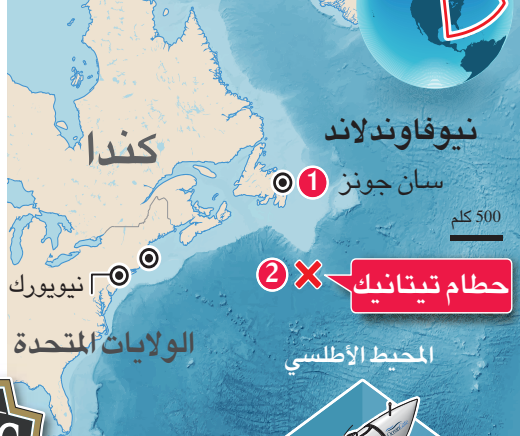 كندا
نيوفاوندلاند
1 سان جونز
500 كلم
2 حطام تيتانيك
نيويورك
الولايات المتحدة
المحيط الأطلسي